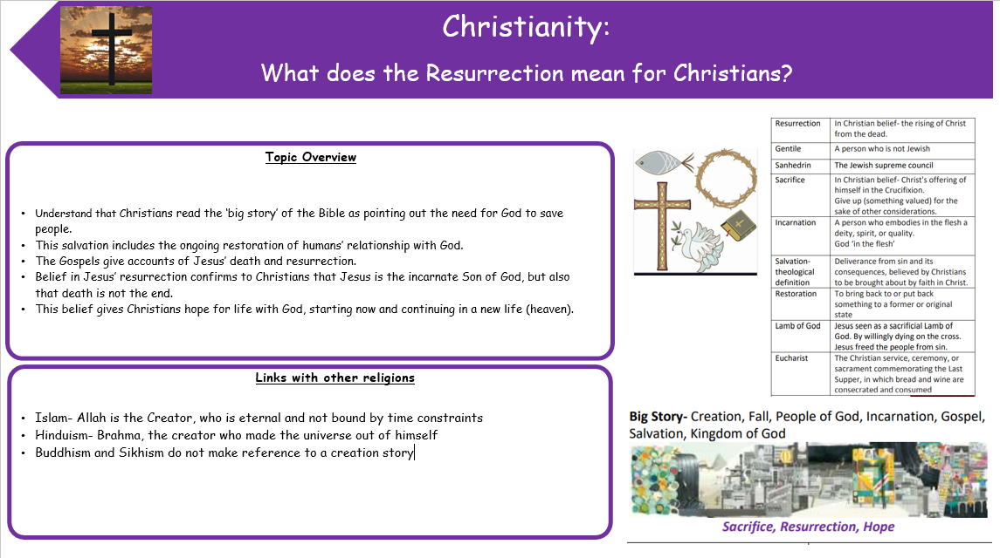 Christianity:
What does the Resurrection mean for Christians?
Topic Overview
• Understand that Christians read the ‘big story’ of the Bible as pointing out the need for God to save
people.
• This salvation includes the ongoing restoration of humans’ relationship with God.
• The Gospels give accounts of Jesus’ death and resurrection.
• Belief in Jesus’ resurrection confirms to Christians that Jesus is the incarnate Son of God, but also
that death is not the end.
• This belief gives Christians hope for life with God, starting now and continuing in a new life (heaven).
Links with other religions
• Islam- Allah is the Creator, who is eternal and not bound by time constraints
• Hinduism- Brahma, the creator who made the universe out of himself
• Buddhism and Sikhism do not make reference to a creation story
Resurrection In Christian belief- the rising of Christ
from the dead.
Gentile A person who is not Jewish
Sanhedrin The Jewish supreme council
Sacrifice In Christian belief- Christ's offering of
himself in the Crucifixion.
Give up (something valued) for the
sake of other considerations.
Incarnation A person who embodies in the flesh a
deity, spirit, or quality.
God ‘in the flesh’
Salvation- Deliverance from sin and its
theological consequences, believed by Christians
definition to be brought about by faith in Christ.
Restoration To bring back to or put back
something to a former or original
state
Lamb of God Jesus seen as a sacrificial Lamb of
God. By willingly dying on the cross.
Jesus freed the people from sin.
Eucharist The Christian service, ceremony, or
sacrament commemorating the Last
Supper, in which bread and wine are
consecrated and consumed
Big Story- Creation, Fall, People of God, Incarnation, Gospel,
Salvation, Kingdom of God
Sacrifice, Resurrection, Hope